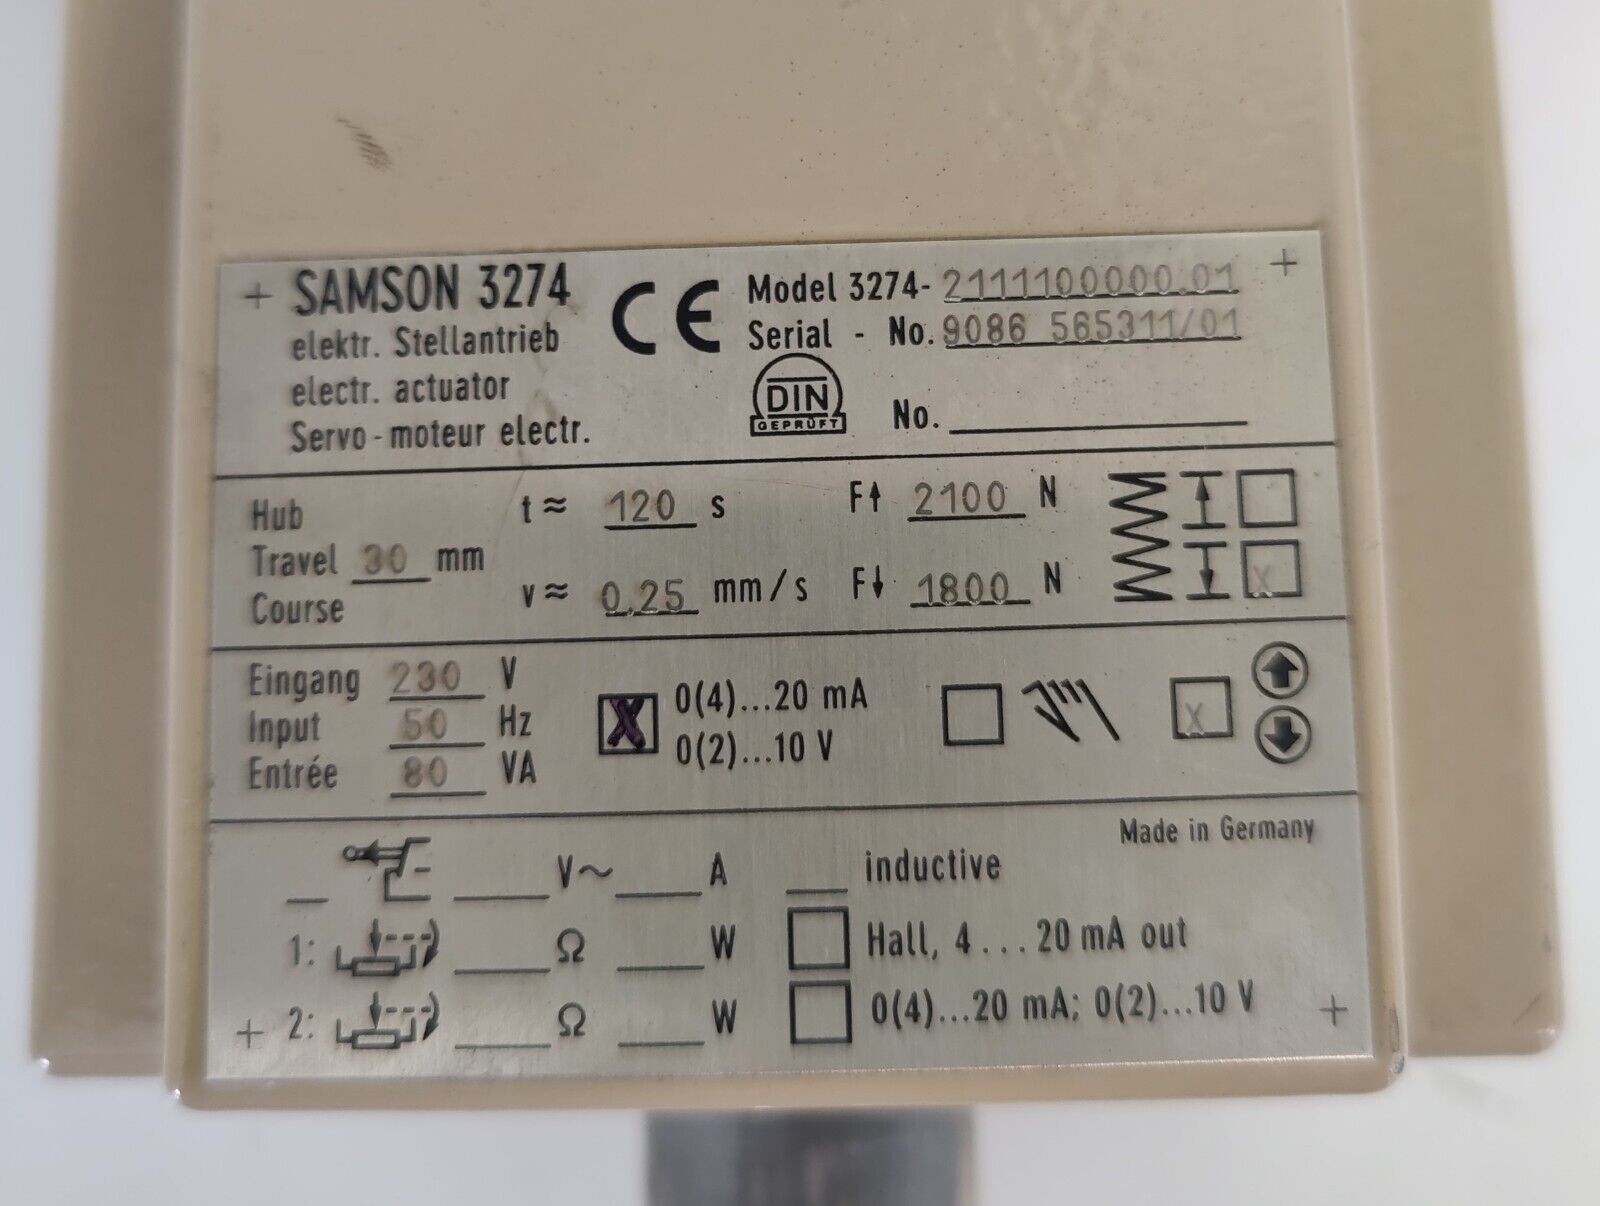 SAMSON 3274
elektr. Stellantrieb
electr. actuator
Servo-moteur electr.
CE
Model 3274-2111100000.01
Serial - No. 9086 565311/01
DIN
GEPRÜFT
No.
Hub
Travel 30 mm
Course
t≈ 120 s
v≈ 0.25 mm/s
F↑ 2100 N
F↓ 1800 N
X
Eingang 230 V
Input 50 Hz
Entrée 80 VA
X 0(4)...20 mA
0(2)...10 V
X
Made in Germany
V~ A
inductive
1: Ω W
Hall, 4...20 mA out
2: Ω W
0(4)...20 mA; 0(2)...10 V